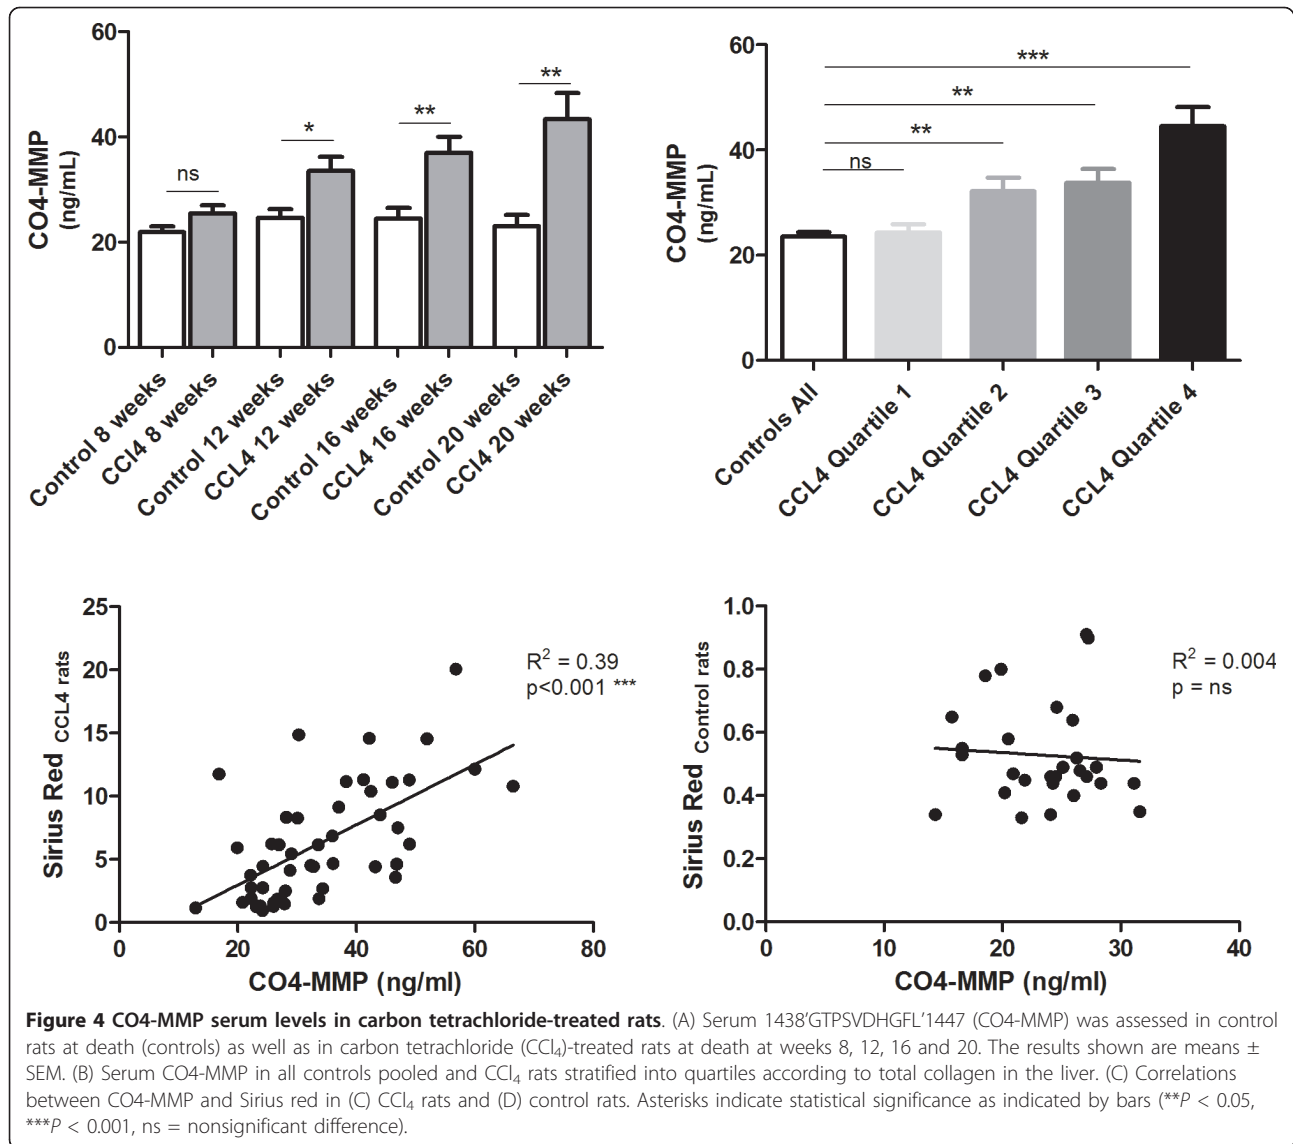 60
40
20
0
CO4-MMP
(ng/mL)
ns
*
**
**
Control 8 weeks
CCl4 8 weeks
Control 12 weeks
CCL4 12 weeks
Control 16 weeks
CCL4 16 weeks
Control 20 weeks
CCl4 20 weeks
60
40
20
0
CO4-MMP
(ng/mL)
***
**
**
ns
Controls All
CCL4 Quartile 1
CCL4 Quartile 2
CCL4 Quartile 3
CCL4 Quartile 4
25
20
15
10
5
0
Sirius Red CCL4 rats
R² = 0.39
p<0.001 ***
0 20 40 60 80
CO4-MMP (ng/ml)
1.0
0.8
0.6
0.4
0.2
0.0
Sirius Red Control rats
R² = 0.004
p = ns
0 10 20 30 40
CO4-MMP (ng/ml)
Figure 4 CO4-MMP serum levels in carbon tetrachloride-treated rats. (A) Serum 1438'GTPSVDHGFL'1447 (CO4-MMP) was assessed in control
rats at death (controls) as well as in carbon tetrachloride (CCl₄)-treated rats at death at weeks 8, 12, 16 and 20. The results shown are means ±
SEM. (B) Serum CO4-MMP in all controls pooled and CCl₄ rats stratified into quartiles according to total collagen in the liver. (C) Correlations
between CO4-MMP and Sirius red in (C) CCl₄ rats and (D) control rats. Asterisks indicate statistical significance as indicated by bars (**P < 0.05,
***P < 0.001, ns = nonsignificant difference).